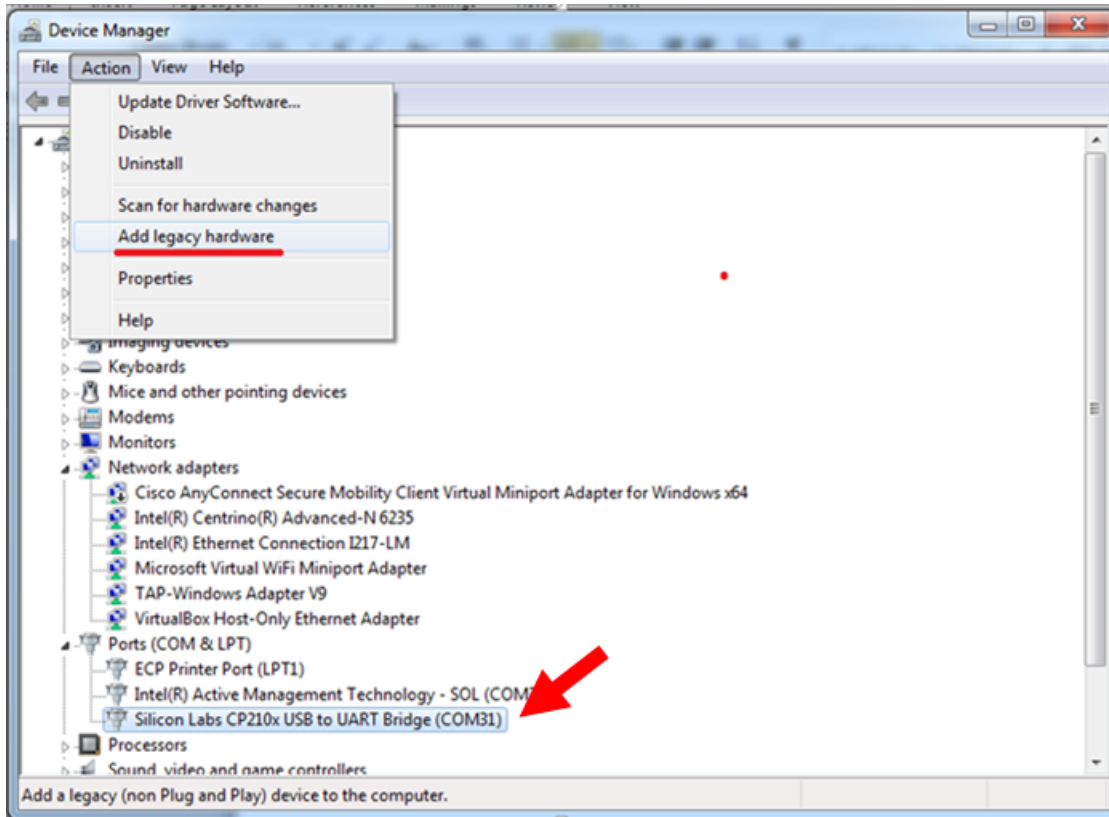 Device Manager
File Action View Help
Update Driver Software...
Disable
Uninstall
Scan for hardware changes
Add legacy hardware
Properties
Help
Imaging devices
Keyboards
Mice and other pointing devices
Modems
Monitors
Network adapters
Cisco AnyConnect Secure Mobility Client Virtual Miniport Adapter for Windows x64
Intel(R) Centrino(R) Advanced-N 6235
Intel(R) Ethernet Connection I217-LM
Microsoft Virtual WiFi Miniport Adapter
TAP-Windows Adapter V9
VirtualBox Host-Only Ethernet Adapter
Ports (COM & LPT)
ECP Printer Port (LPT1)
Intel(R) Active Management Technology - SOL
Silicon Labs CP210x USB to UART Bridge (COM31)
Processors
Sound, video and game controllers
Add a legacy (non Plug and Play) device to the computer.